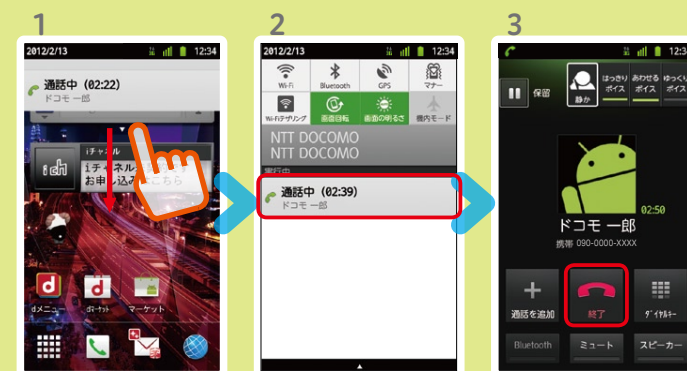 1
2012/2/13
12:34
通話中 (02:22)
ドコモ 一郎
iチャネル
ich
iチャネル
お申し込みはこちら
dメニュー
dマーケット
マーケット
2
2012/2/13
12:34
Wi-Fi
Bluetooth
GPS
マナー
Wi-Fiテザリング
画面回転
画面の明るさ
機内モード
NTT DOCOMO
NTT DOCOMO
実行中
通話中 (02:39)
ドコモ 一郎
3
12:3
保留
静か
はっきり
ボイス
あわせる
ボイス
ゆっくり
ボイス
02:50
ドコモ 一郎
携帯 090-0000-XXXX
通話を追加
終了
ダイヤルキー
Bluetooth
ミュート
スピーカー